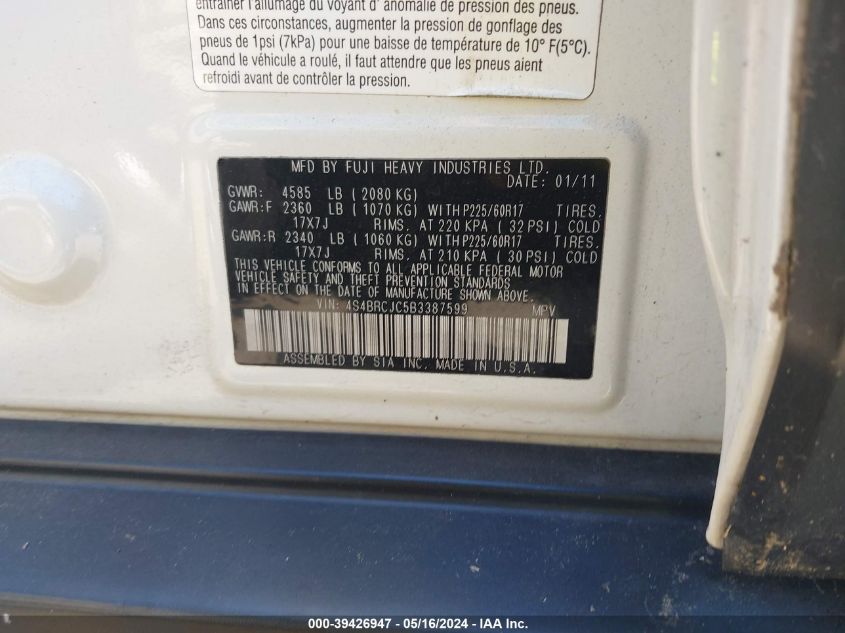 entraîner l'allumage du voyant d' anomalie de pression des pneus.
Dans ces circonstances, augmenter la pression de gonflage des
pneus de 1psi (7kPa) pour une baisse de température de 10° F(5°C).
Quand le véhicule a roulé, il faut attendre que les pneus aient
refroidi avant de contrôler la pression.
MFD BY FUJI HEAVY INDUSTRIES LTD.
DATE: 01/11
GVWR: 4585 LB ( 2080 KG)
GAWR:F 2360 LB ( 1070 KG) WITH P225/60R17 TIRES,
17X7J RIMS, AT 220 KPA ( 32 PSI) COLD
GAWR:R 2340 LB ( 1060 KG) WITH P225/60R17 TIRES,
17X7J RIMS, AT 210 KPA ( 30 PSI) COLD
THIS VEHICLE CONFORMS TO ALL APPLICABLE FEDERAL MOTOR
VEHICLE SAFETY AND THEFT PREVENTION STANDARDS
IN EFFECT ON THE DATE OF MANUFACTURE SHOWN ABOVE.
VIN: 4S4BRCJC5B3387599 MPV
ASSEMBLED BY SIA INC. MADE IN U.S.A.
000-39426947 - 05/16/2024 - IAA Inc.